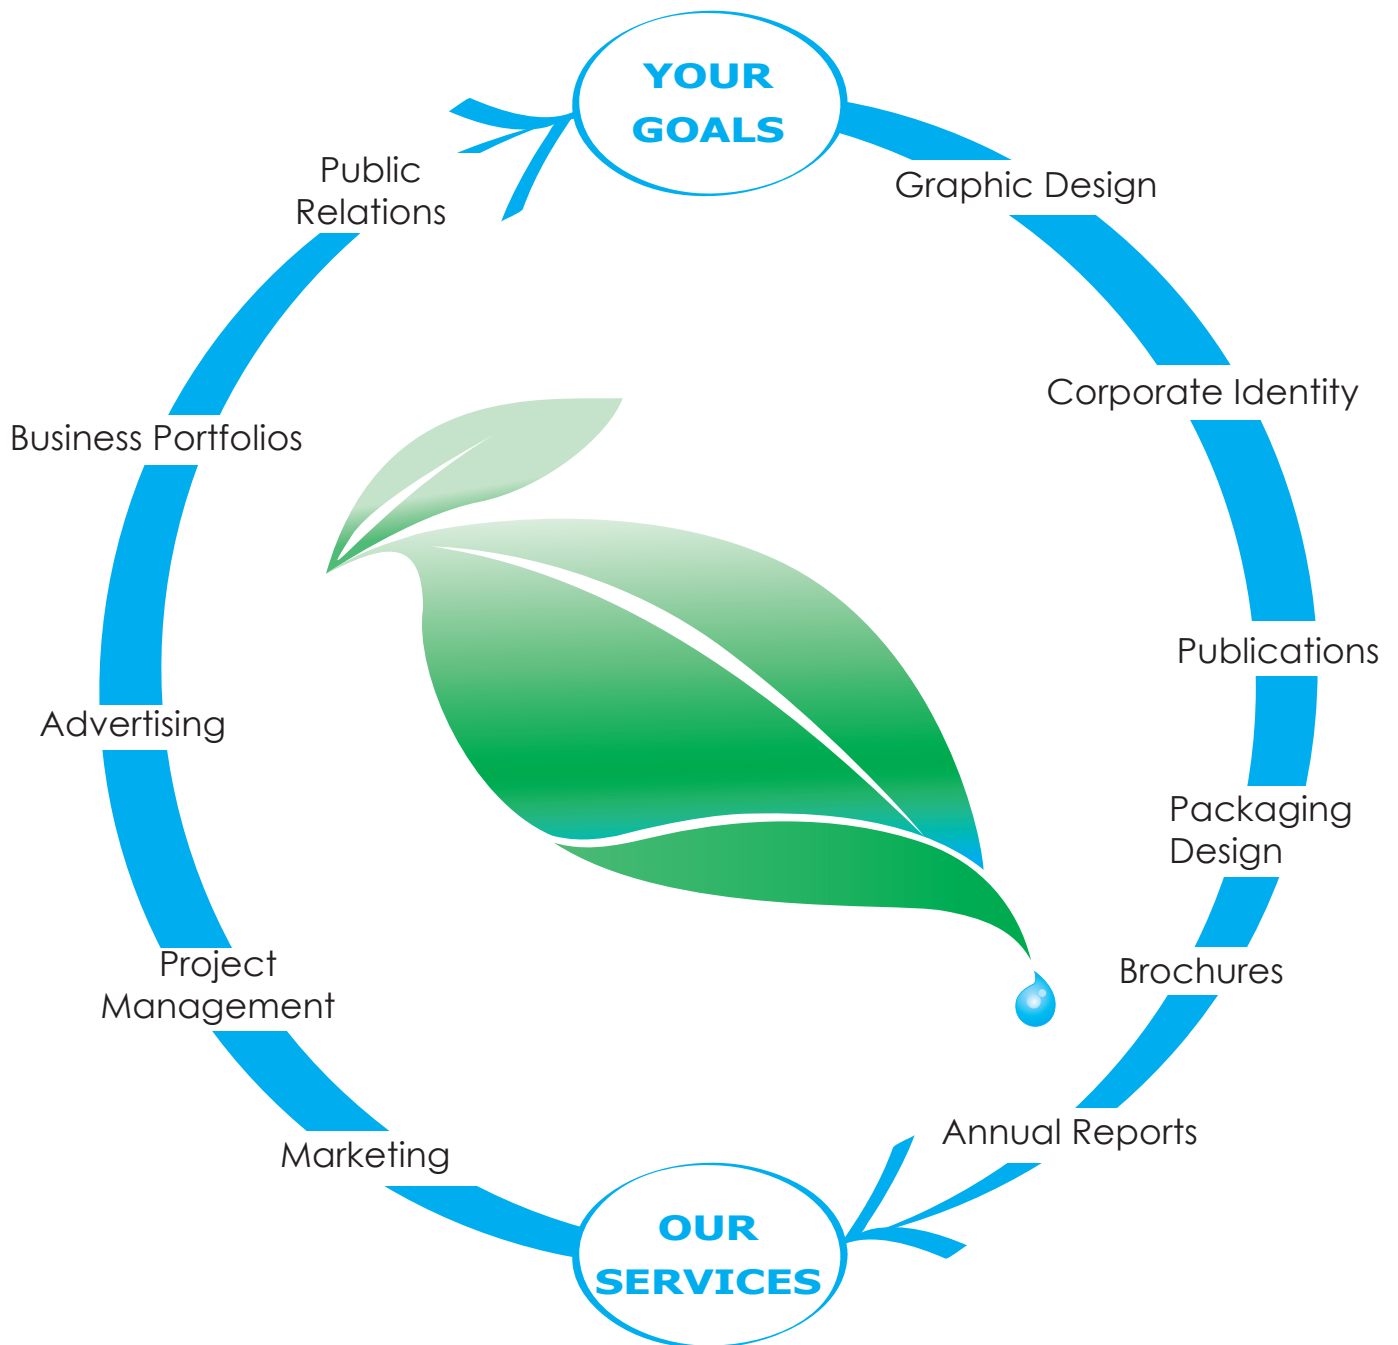 YOUR
GOALS
Graphic Design
Corporate Identity
Publications
Packaging
Design
Brochures
Annual Reports
OUR
SERVICES
Marketing
Project
Management
Advertising
Business Portfolios
Public
Relations